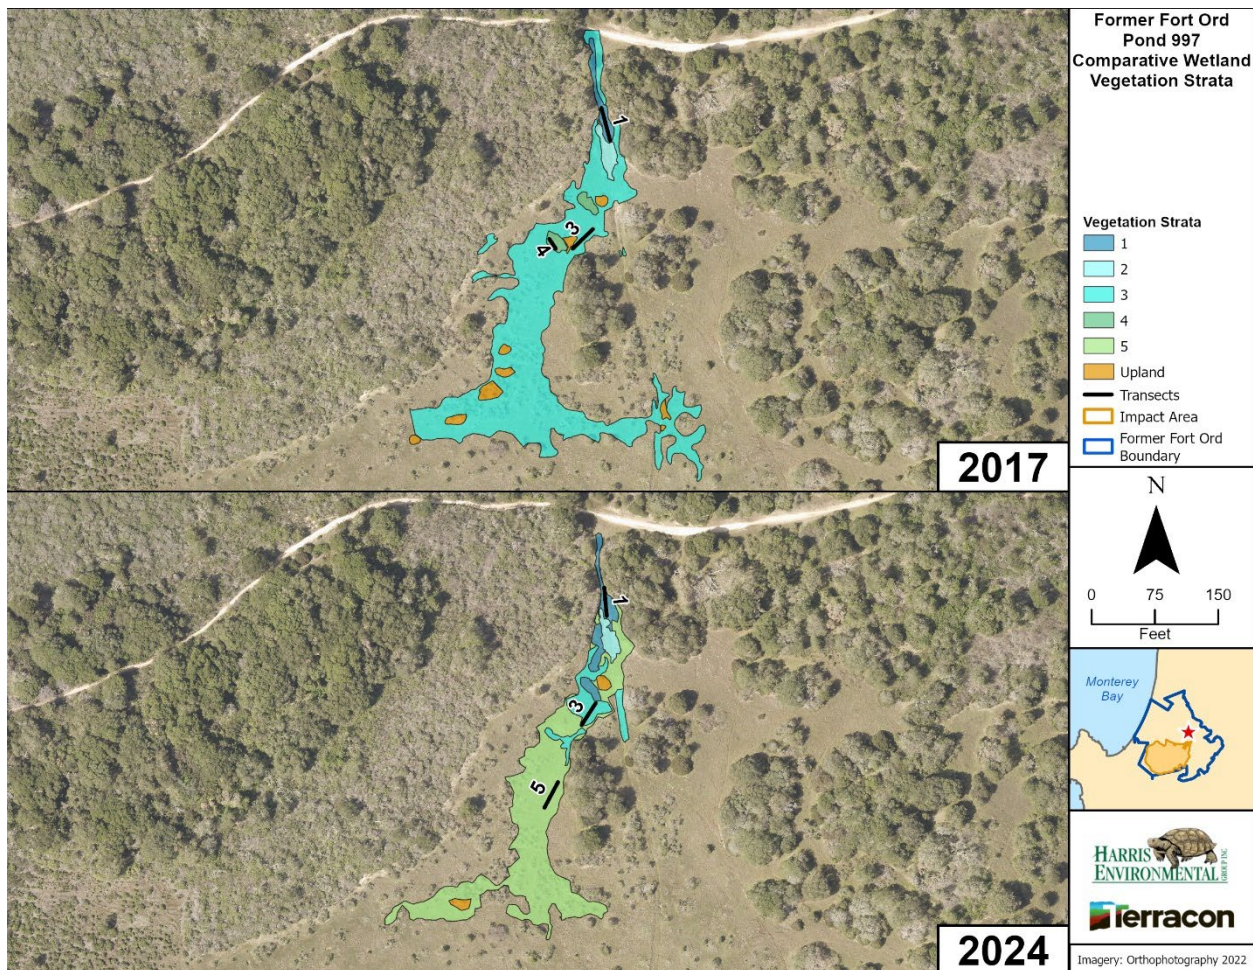 Former Fort Ord
Pond 997
Comparative Wetland
Vegetation Strata
1
3
4
2017
Vegetation Strata
1
2
3
4
5
Upland
Transects
Impact Area
Former Fort Ord
Boundary
N
0 75 150
Feet
1
3
5
2024
Monterey
Bay
HARRIS
ENVIRONMENTAL
GROUP INC
Terracon
Imagery: Orthophotography 2022